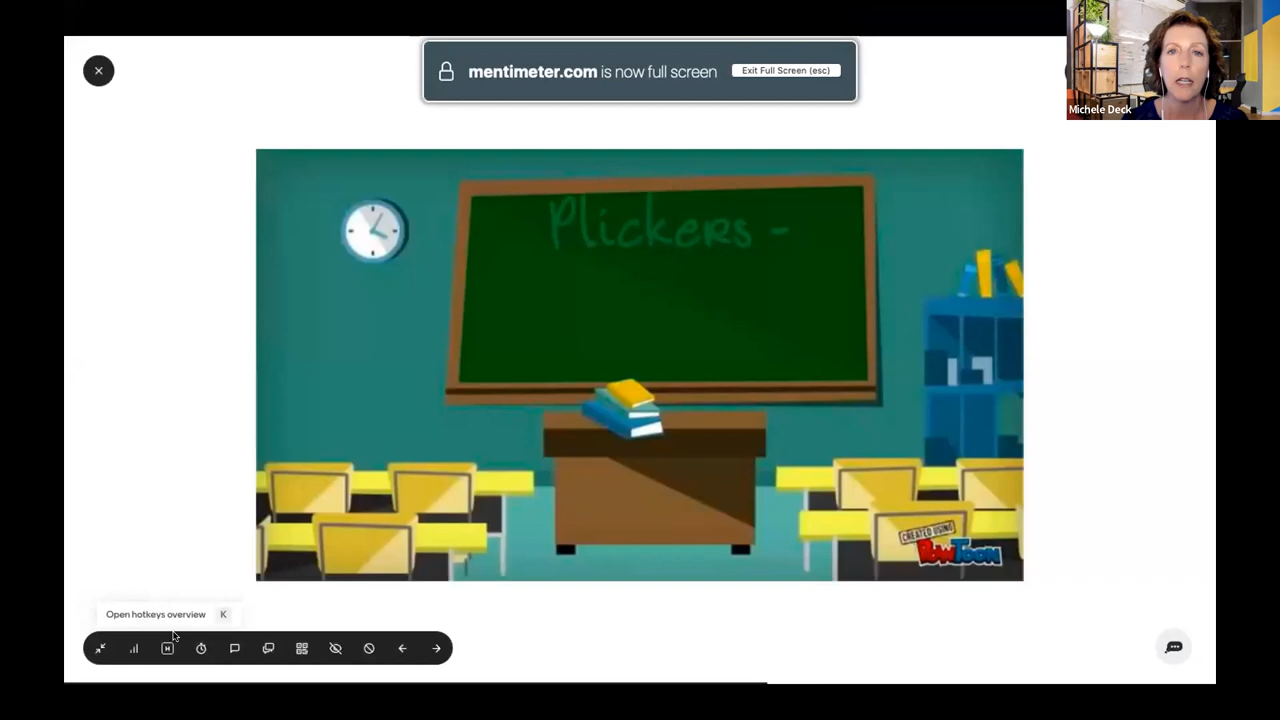 mentimeter.com is now full screen
Exit Full Screen (esc)
Michele Deck
Plickers -
CREATED USING
POWTOON
Open hotkeys overview K
H